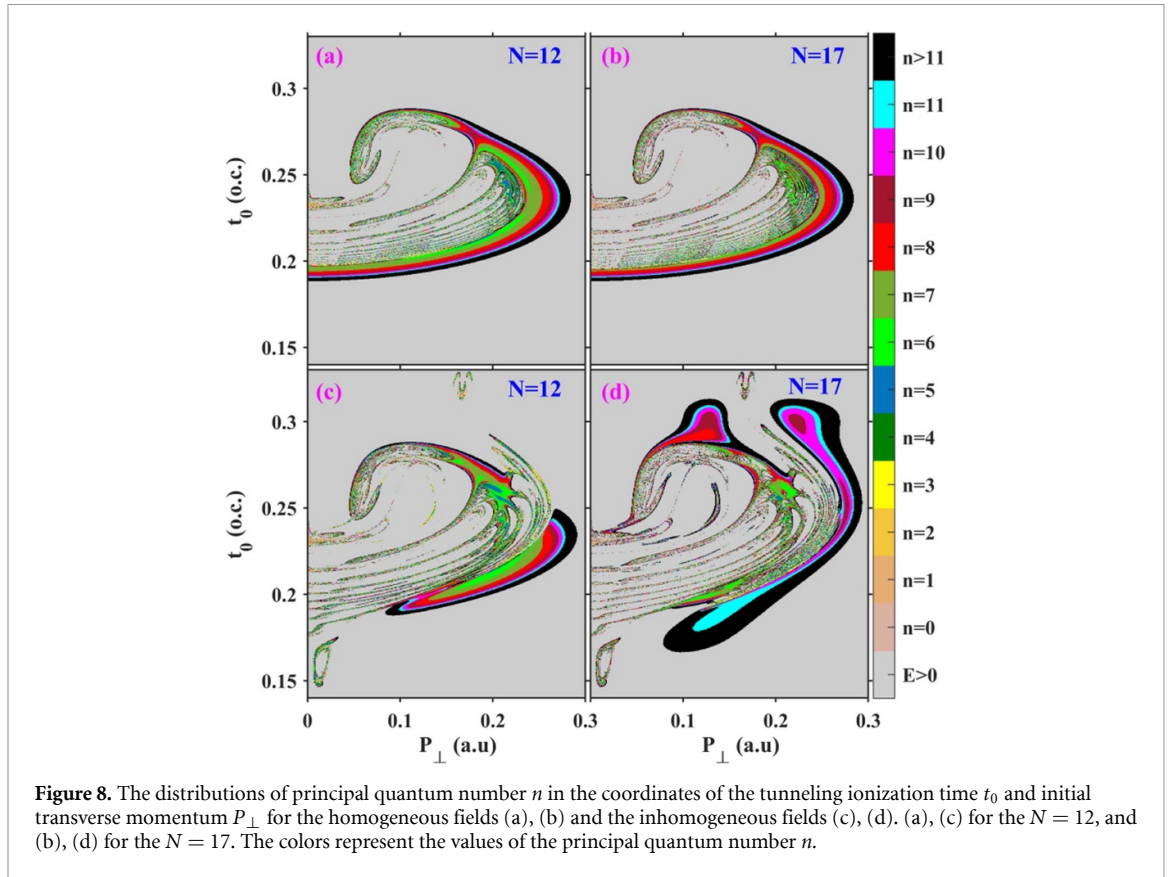 (a)
N=12
(b)
N=17
0.3
0.25
0.2
0.15
t0 (o.c.)
(c)
N=12
(d)
N=17
0.3
0.25
0.2
0.15
t0 (o.c.)
0
0.1
0.2
0.3
0.1
0.2
0.3
P⊥ (a.u)
P⊥ (a.u)
n>11
n=11
n=10
n=9
n=8
n=7
n=6
n=5
n=4
n=3
n=2
n=1
n=0
E>0
Figure 8. The distributions of principal quantum number n in the coordinates of the tunneling ionization time t0 and initial
transverse momentum P⊥ for the homogeneous fields (a), (b) and the inhomogeneous fields (c), (d). (a), (c) for the N = 12, and
(b), (d) for the N = 17. The colors represent the values of the principal quantum number n.